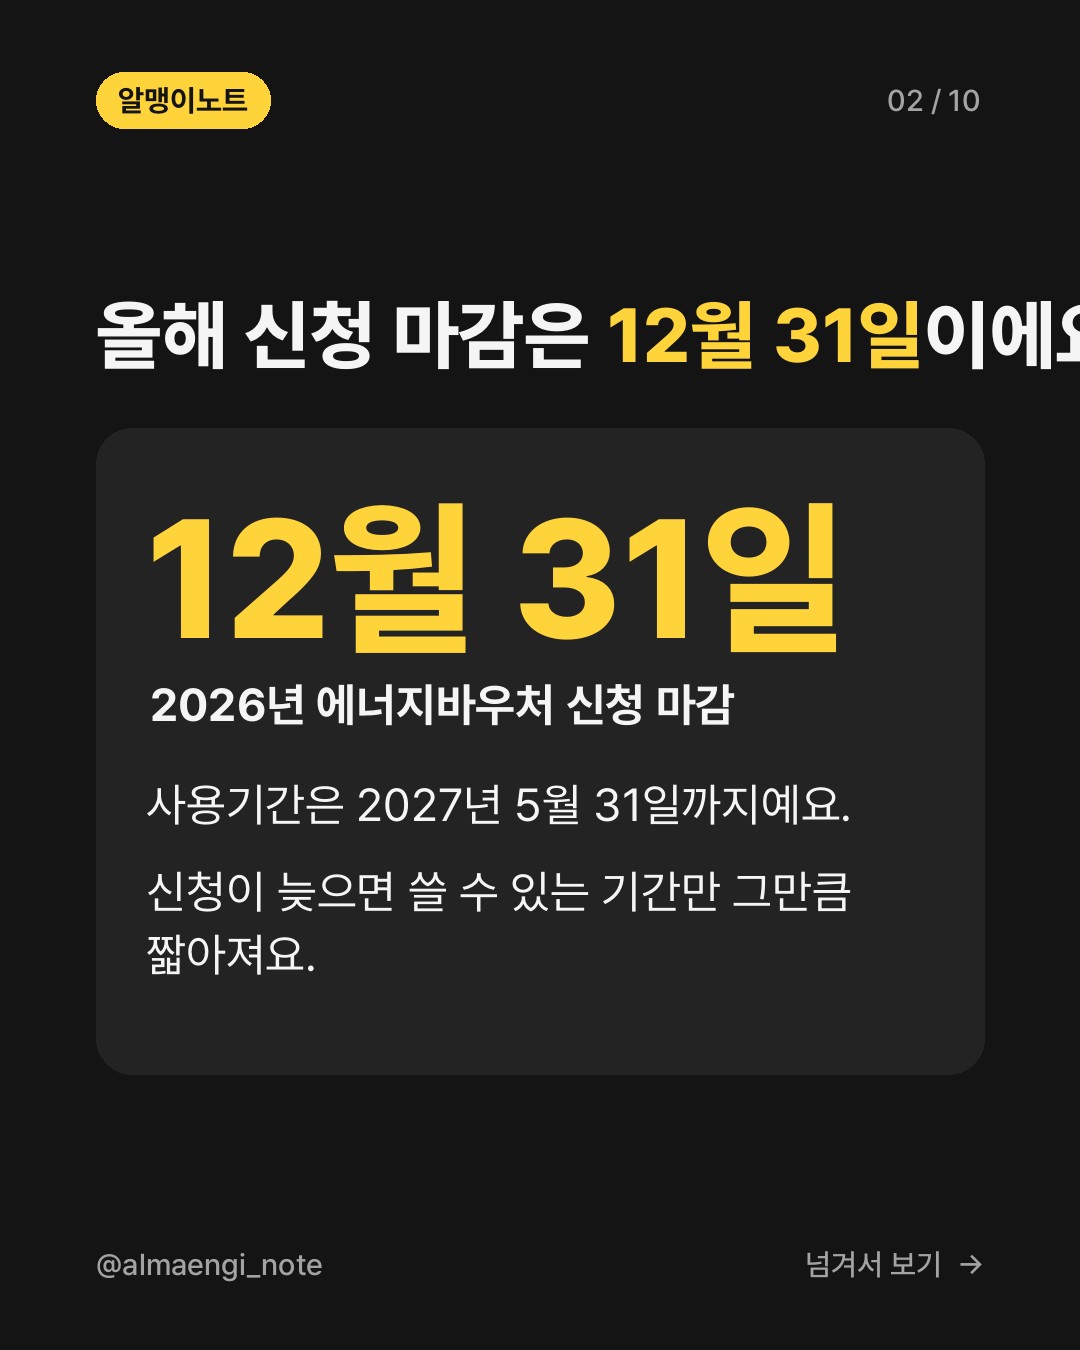 알맹이노트
02 / 10
올해 신청 마감은 12월 31일이에요
12월 31일
2026년 에너지바우처 신청 마감
사용기간은 2027년 5월 31일까지예요.
신청이 늦으면 쓸 수 있는 기간만 그만큼
짧아져요.
@almaengi_note
넘겨서 보기 →